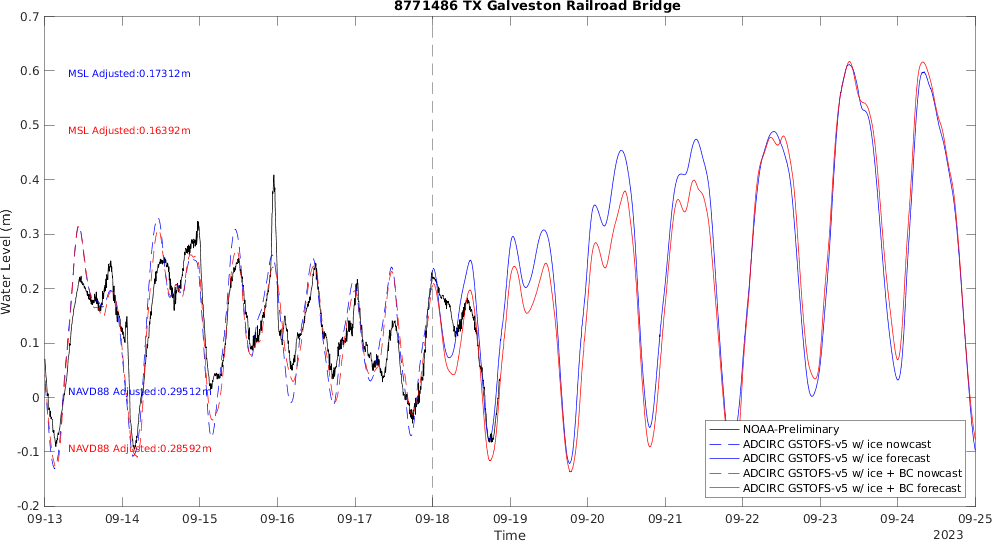 8771486 TX Galveston Railroad Bridge
0.7
0.6
0.5
0.4
0.3
0.2
0.1
0
-0.1
-0.2
Water Level (m)
MSL Adjusted:0.17312m
MSL Adjusted:0.16392m
NAVD88 Adjusted:0.29512m
NAVD88 Adjusted:0.28592m
NOAA-Preliminary
ADCIRC GSTOFS-v5 w/ ice nowcast
ADCIRC GSTOFS-v5 w/ ice forecast
ADCIRC GSTOFS-v5 w/ ice + BC nowcast
ADCIRC GSTOFS-v5 w/ ice + BC forecast
09-13 09-14 09-15 09-16 09-17 09-18 09-19 09-20 09-21 09-22 09-23 09-24 09-25
Time
2023